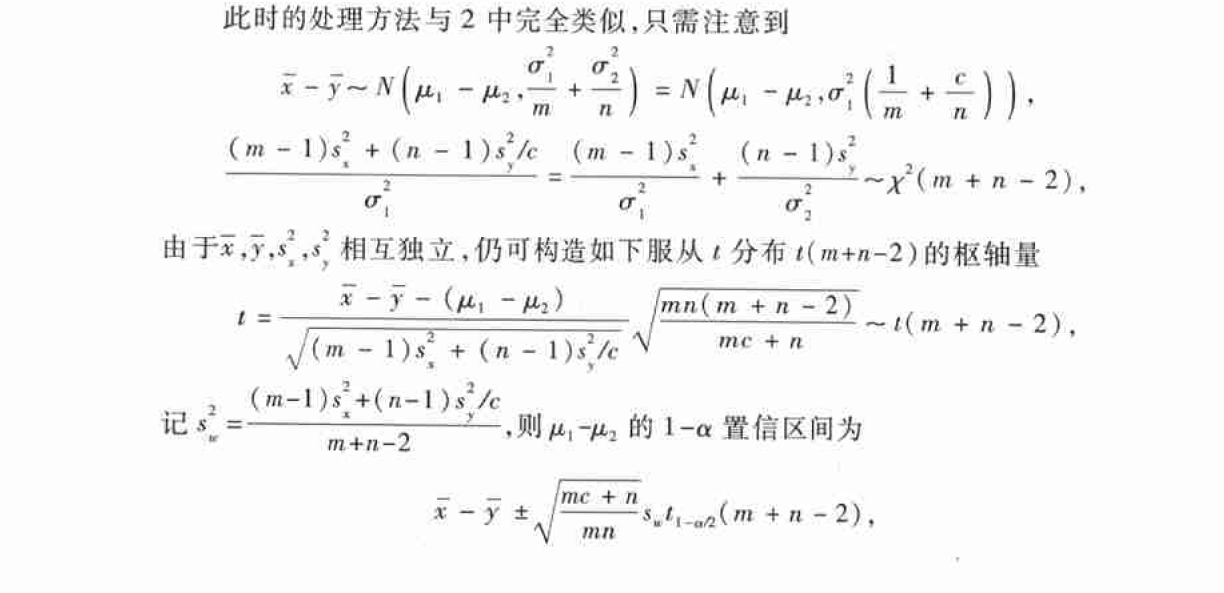 此时的处理方法与 2 中完全类似,只需注意到
$\bar{x} - \bar{y} \sim N\left(\mu_1 - \mu_2, \frac{\sigma_1^2}{m} + \frac{\sigma_2^2}{n}\right) = N\left(\mu_1 - \mu_2, \sigma_1^2\left(\frac{1}{m} + \frac{c}{n}\right)\right),$
$\frac{(m-1)s_x^2 + (n-1)s_y^2/c}{\sigma_1^2} = \frac{(m-1)s_x^2}{\sigma_1^2} + \frac{(n-1)s_y^2}{\sigma_2^2} \sim \chi^2(m+n-2),$
由于$\bar{x},\bar{y},s_x^2,s_y^2$ 相互独立,仍可构造如下服从 t 分布 t(m+n-2)的枢轴量
$t = \frac{\bar{x} - \bar{y} - (\mu_1 - \mu_2)}{\sqrt{(m-1)s_x^2 + (n-1)s_y^2/c}} \sqrt{\frac{mn(m+n-2)}{mc+n}} \sim t(m+n-2),$
记 $s_w^2 = \frac{(m-1)s_x^2+(n-1)s_y^2/c}{m+n-2}$,则 $\mu_1-\mu_2$ 的 $1-\alpha$ 置信区间为
$\bar{x} - \bar{y} \pm \sqrt{\frac{mc+n}{mn}} s_w t_{1-\alpha/2}(m+n-2),$